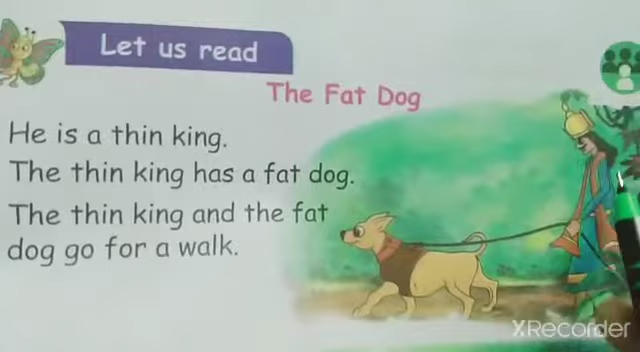 Let us read
The Fat Dog
He is a thin king.
The thin king has a fat dog.
The thin king and the fat
dog go for a walk.
XRecorder